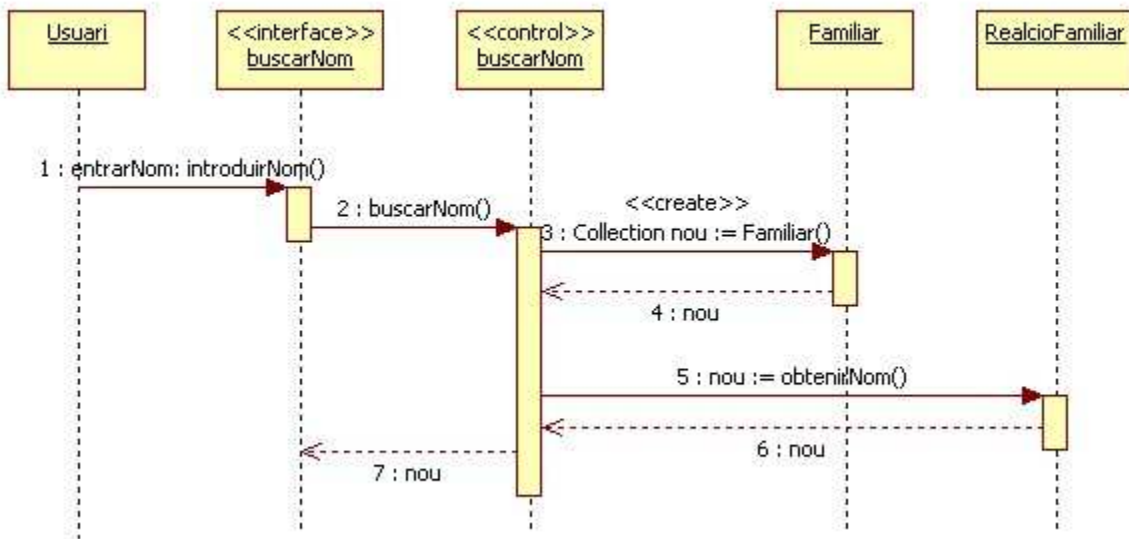 Usuari
<<interface>>
buscarNom
<<control>>
buscarNom
Familiar
RealcioFamiliar
1 : entrarNom: introduirNom()
2 : buscarNom()
<<create>>
3 : Collection nou := Familiar()
4 : nou
5 : nou := obtenirNom()
6 : nou
7 : nou